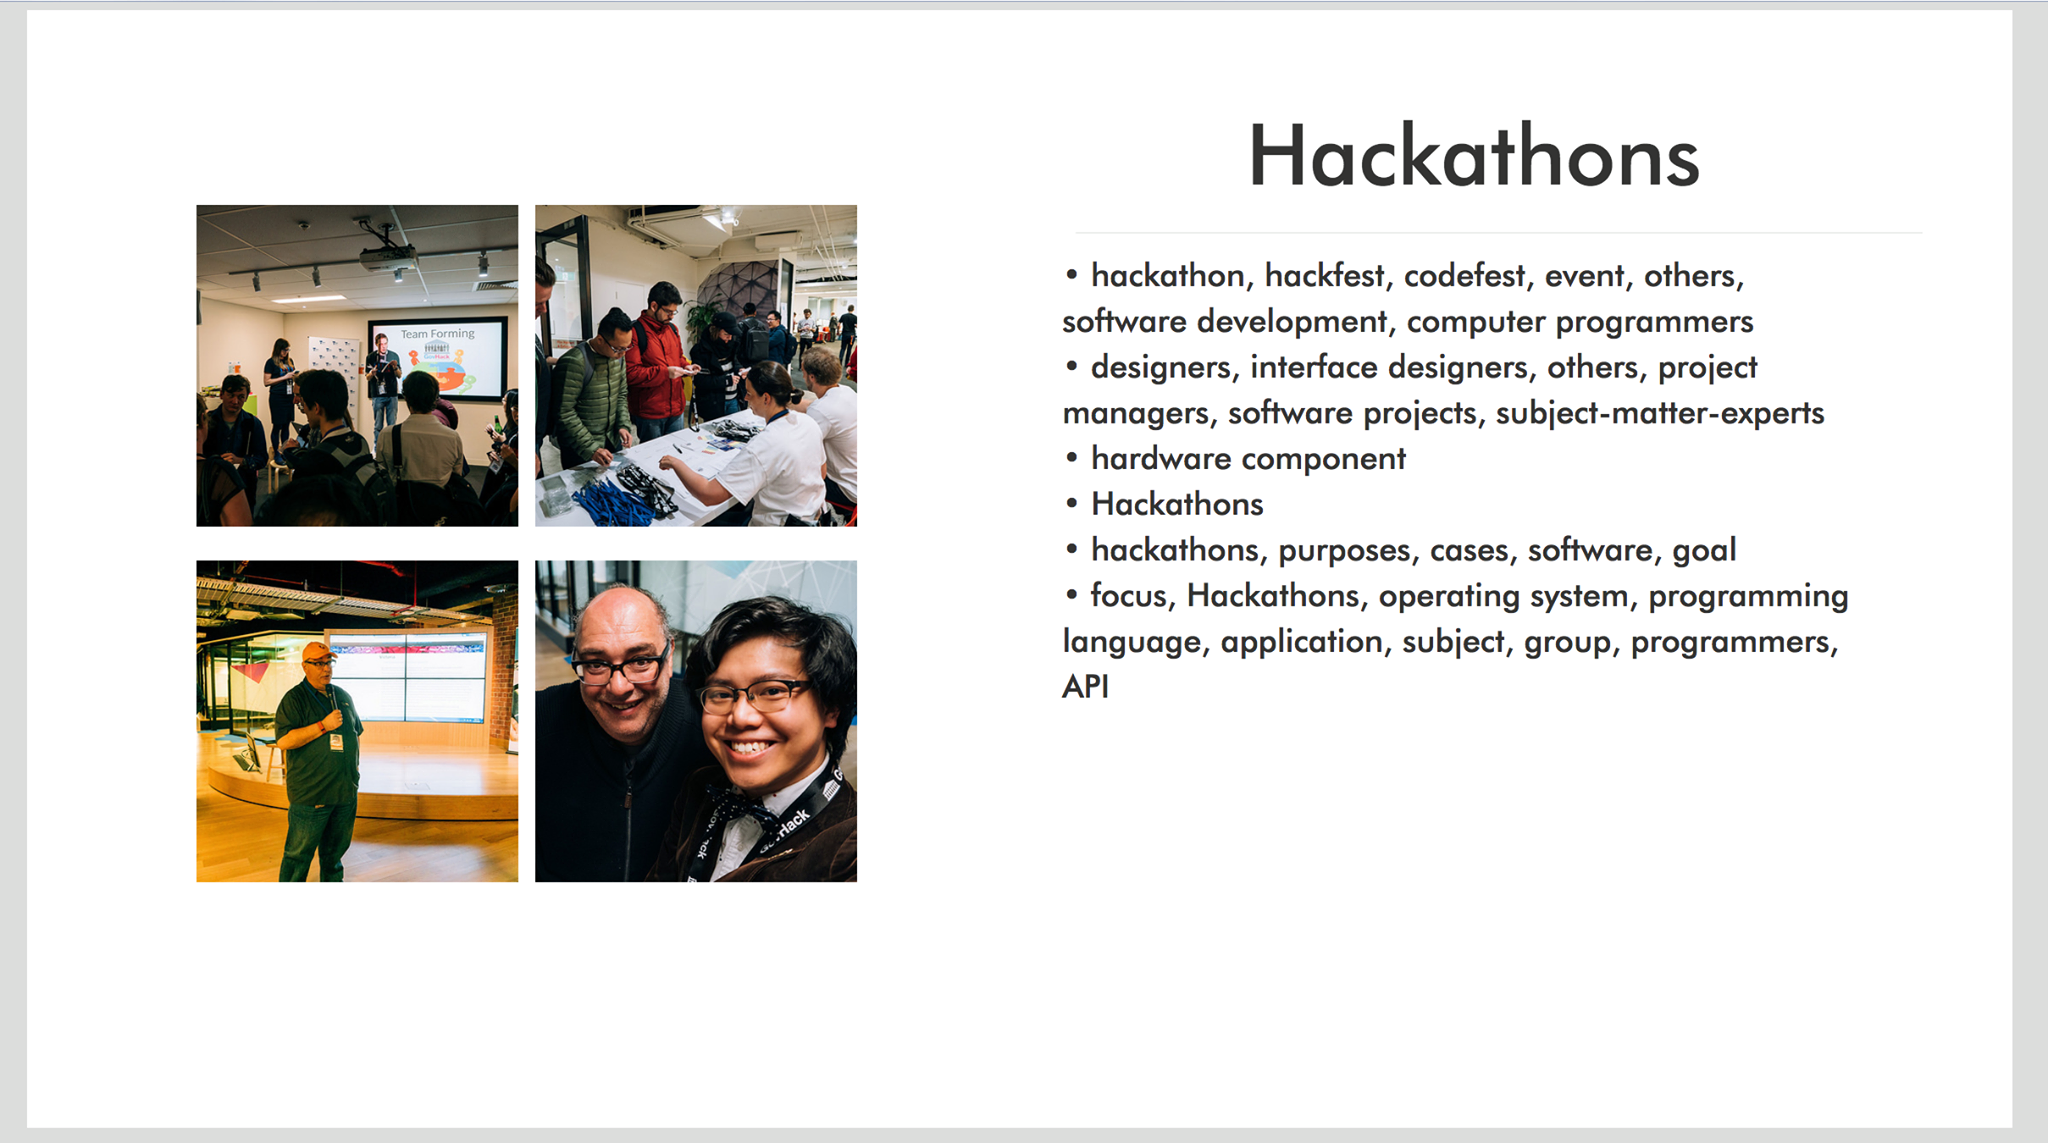 Hackathons
• hackathon, hackfest, codefest, event, others,
software development, computer programmers
• designers, interface designers, others, project
managers, software projects, subject-matter-experts
• hardware component
• Hackathons
• hackathons, purposes, cases, software, goal
• focus, Hackathons, operating system, programming
language, application, subject, group, programmers,
API
Team Forming
GovHack